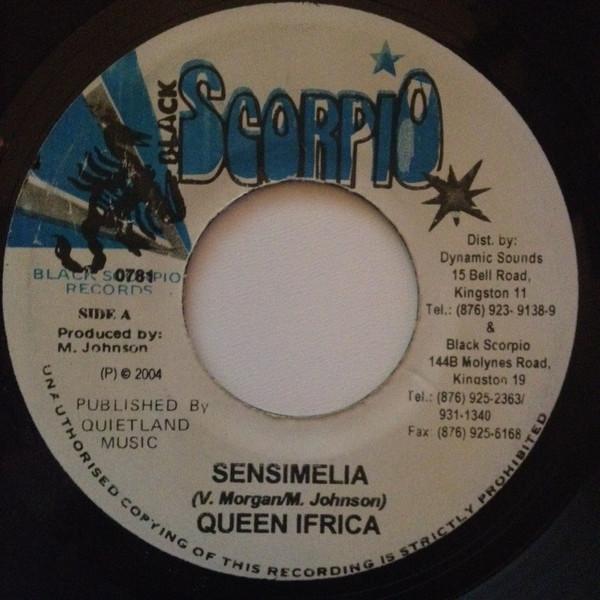 BLACK
SCORPIO
BLACK SCORPIO
0781
RECORDS
SIDE A
Produced by:
M. Johnson
(P) © 2004
PUBLISHED By
QUIETLAND
MUSIC
Dist. by:
Dynamic Sounds
15 Bell Road,
Kingston 11
Tel.: (876) 923- 9138-9
&
Black Scorpio
144B Molynes Road,
Kingston 19
Tel.: (876) 925-2363/
931-1340
Fax: (876) 925-6168
SENSIMELIA
(V. Morgan/M. Johnson)
QUEEN IFRICA
UNAUTHORISED COPYING OF THIS RECORDING IS STRICTLY PROHIBITED